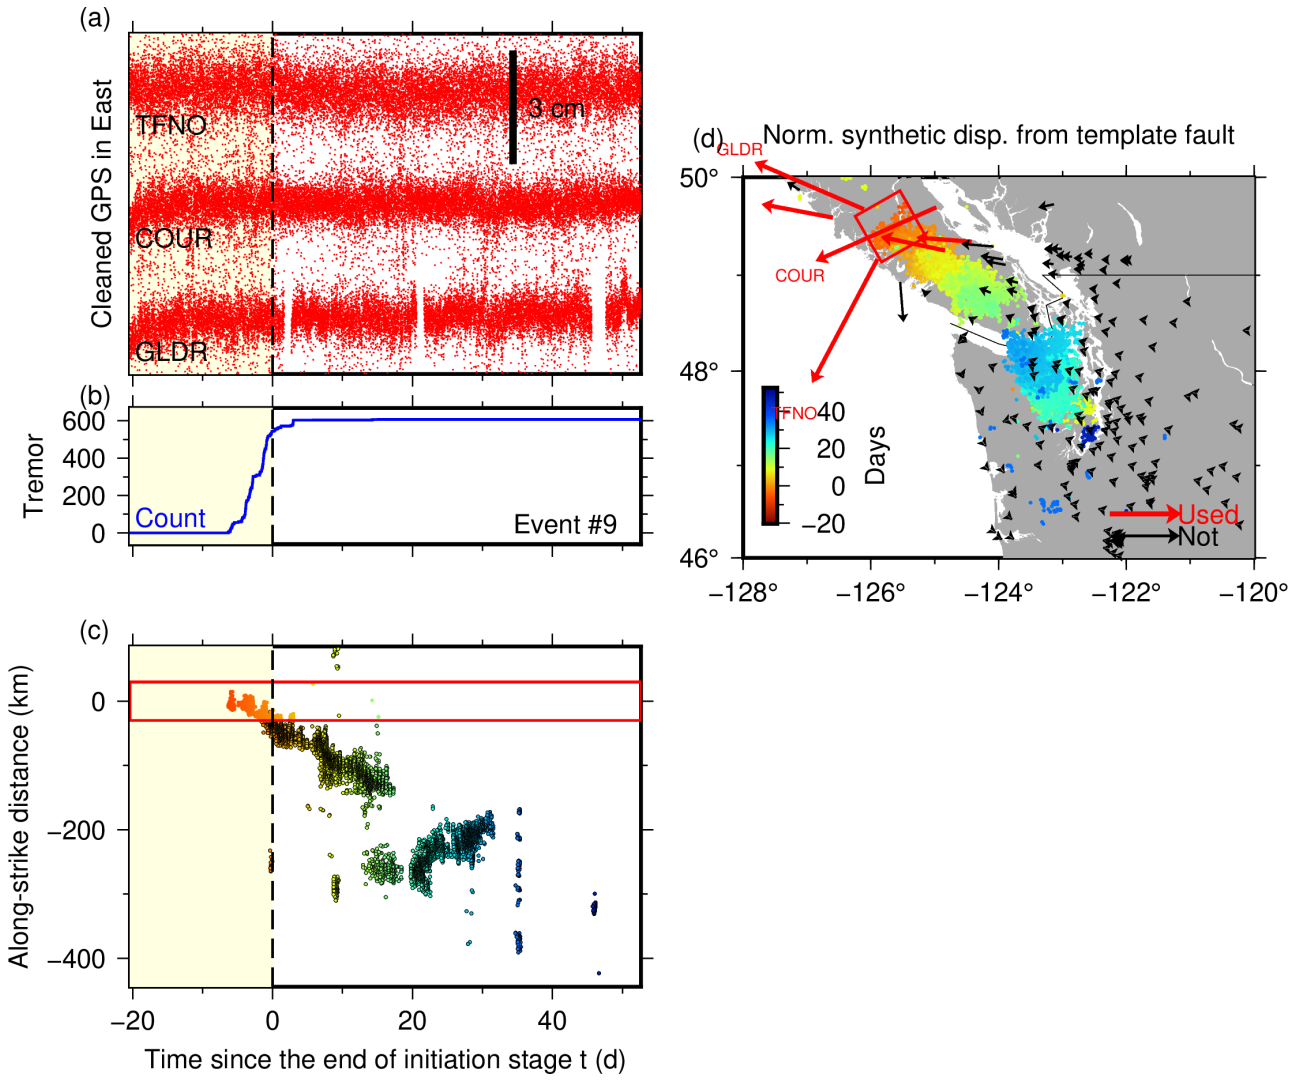 (a)
Cleaned GPS in East
TFNO
3 cm
COUR
GLDR
(b)
Tremor
600
400
200
0
Count
Event #9
(c)
Along-strike distance (km)
0
−200
−400
−20 0 20 40
Time since the end of initiation stage t (d)
(d) Norm. synthetic disp. from template fault
GLDR
COUR
TFNO
50°
48°
46°
40
20
0
−20
Days
Used
Not
−128° −126° −124° −122° −120°